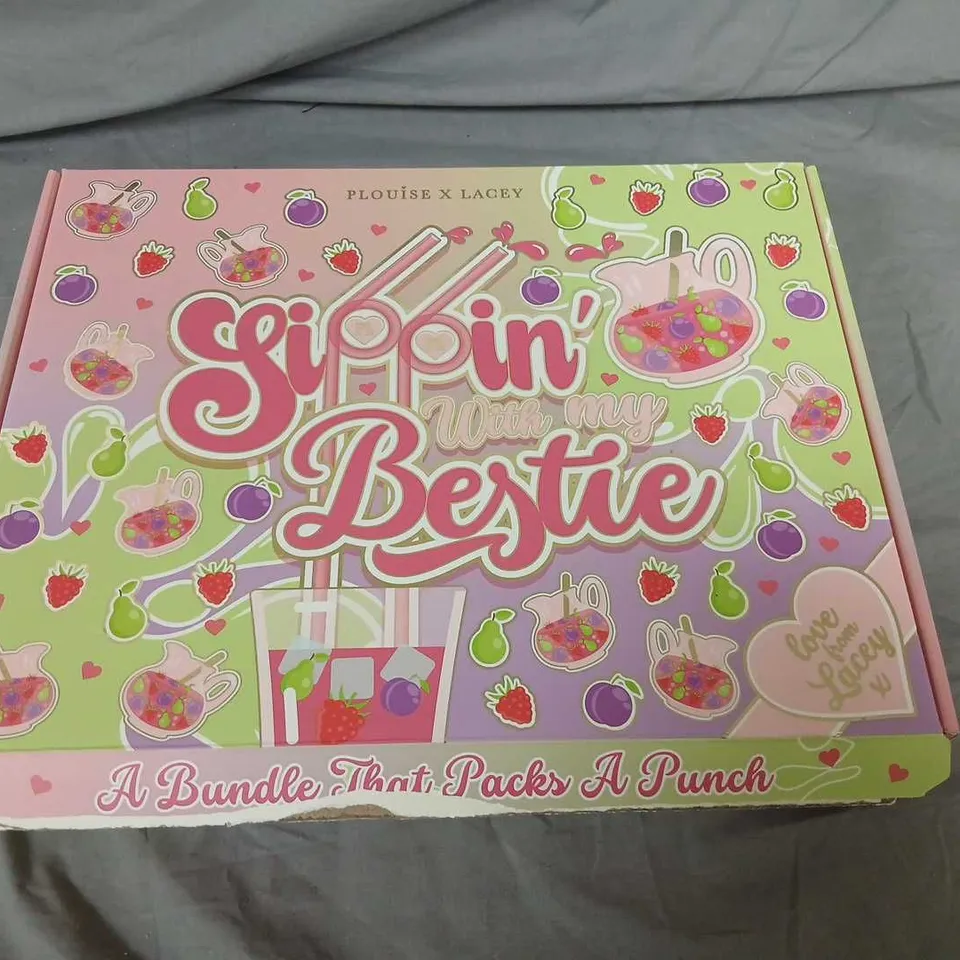 PLOUISE X LACEY
Sippin'
With my
Bestie
love
from
Lacey
x
A Bundle That Packs A Punch